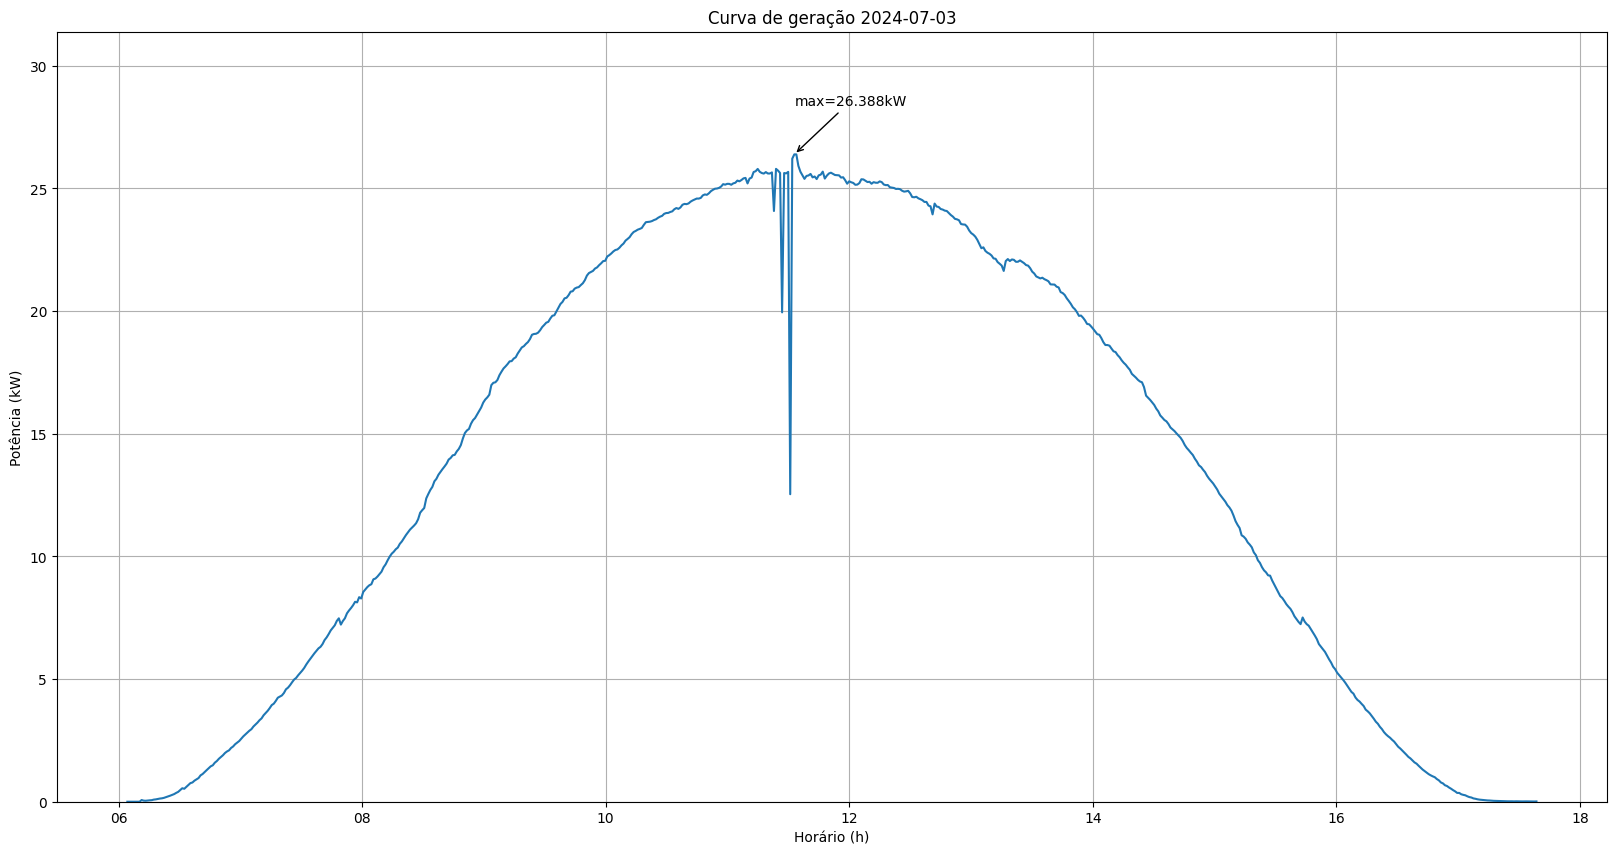 Curva de geração 2024-07-03
max=26.388kW
Potência (kW)
30
25
20
15
10
5
0
06 08 10 12 14 16 18
Horário (h)